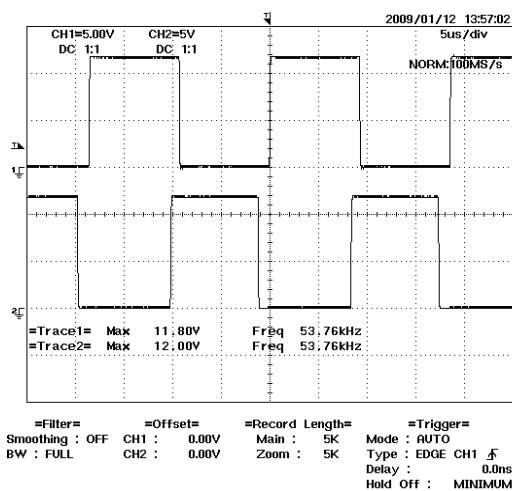 2009/01/12 13:57:02
CH1=5.00V CH2=5V 5us/div
DC 1:1 DC 1:1
NORM:100MS/s
T
T
1
2
=Trace1= Max 11.80V Freq 53.76kHz
=Trace2= Max 12.00V Freq 53.76kHz
=Filter= =Offset= =Record Length= =Trigger=
Smoothing : OFF CH1 : 0.00V Main : 5K Mode : AUTO
BW : FULL CH2 : 0.00V Zoom : 5K Type : EDGE CH1
Delay : 0.0ns
Hold Off : MINIMUM